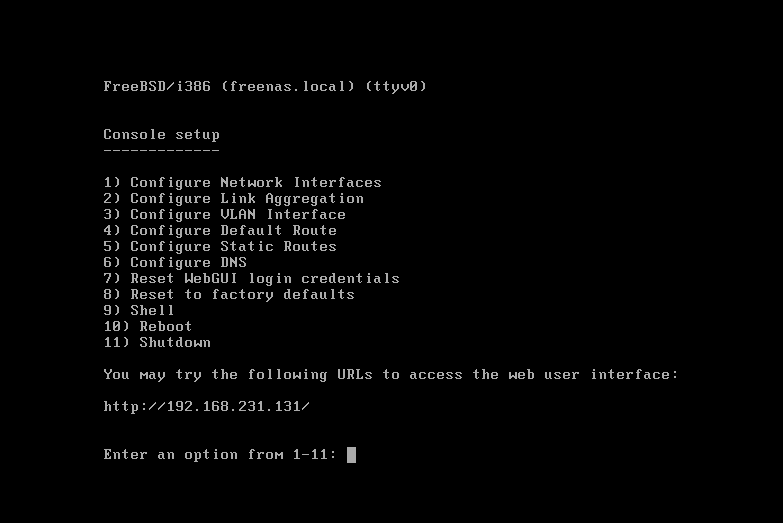 FreeBSD/i386 (freenas.local) (ttyv0)
Console setup
-------------
1) Configure Network Interfaces
2) Configure Link Aggregation
3) Configure VLAN Interface
4) Configure Default Route
5) Configure Static Routes
6) Configure DNS
7) Reset WebGUI login credentials
8) Reset to factory defaults
9) Shell
10) Reboot
11) Shutdown
You may try the following URLs to access the web user interface:
http://192.168.231.131/
Enter an option from 1-11: